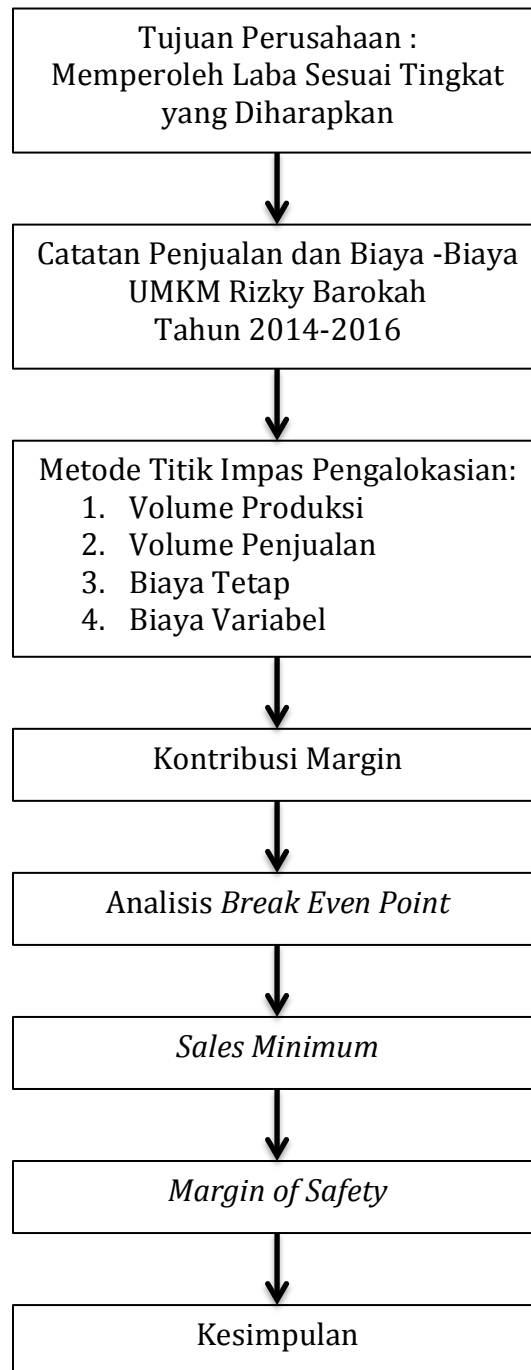 Tujuan Perusahaan :
Memperoleh Laba Sesuai Tingkat
yang Diharapkan
Catatan Penjualan dan Biaya -Biaya
UMKM Rizky Barokah
Tahun 2014-2016
Metode Titik Impas Pengalokasian:
1. Volume Produksi
2. Volume Penjualan
3. Biaya Tetap
4. Biaya Variabel
Kontribusi Margin
Analisis Break Even Point
Sales Minimum
Margin of Safety
Kesimpulan